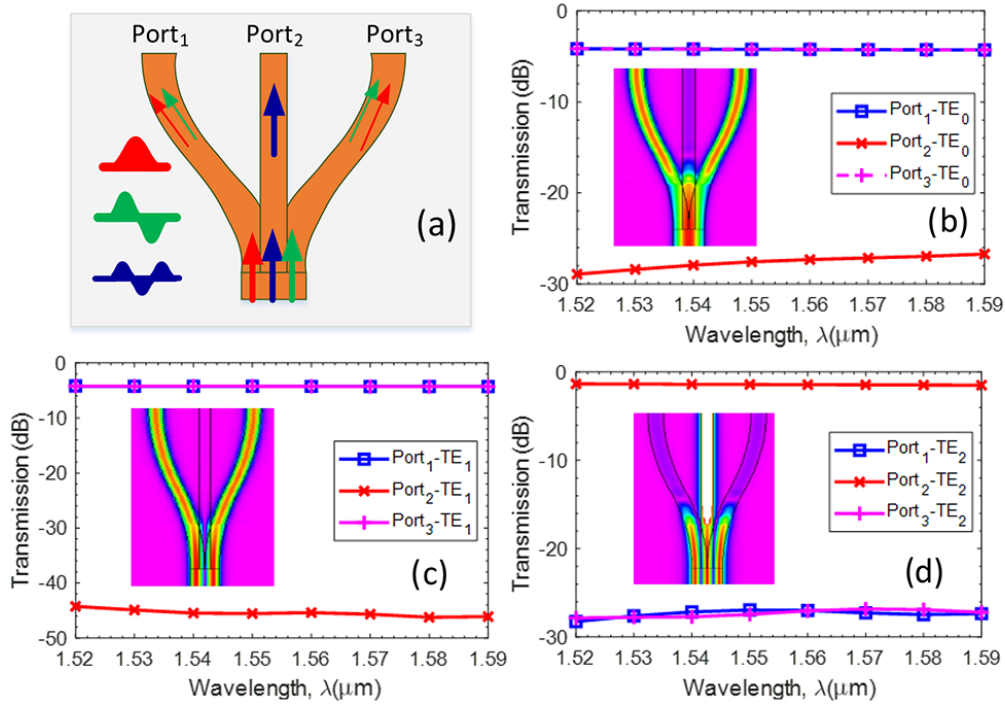 Port₁ Port₂ Port₃
(a)
0
-10
-20
-30
Transmission (dB)
1.52 1.53 1.54 1.55 1.56 1.57 1.58 1.59
Wavelength, λ(μm)
Port₁-TE₀
Port₂-TE₀
Port₃-TE₀
(b)
0
-10
-20
-30
-40
-50
Transmission (dB)
1.52 1.53 1.54 1.55 1.56 1.57 1.58 1.59
Wavelength, λ(μm)
Port₁-TE₁
Port₂-TE₁
Port₃-TE₁
(c)
0
-10
-20
-30
Transmission (dB)
1.52 1.53 1.54 1.55 1.56 1.57 1.58 1.59
Wavelength, λ(μm)
Port₁-TE₂
Port₂-TE₂
Port₃-TE₂
(d)